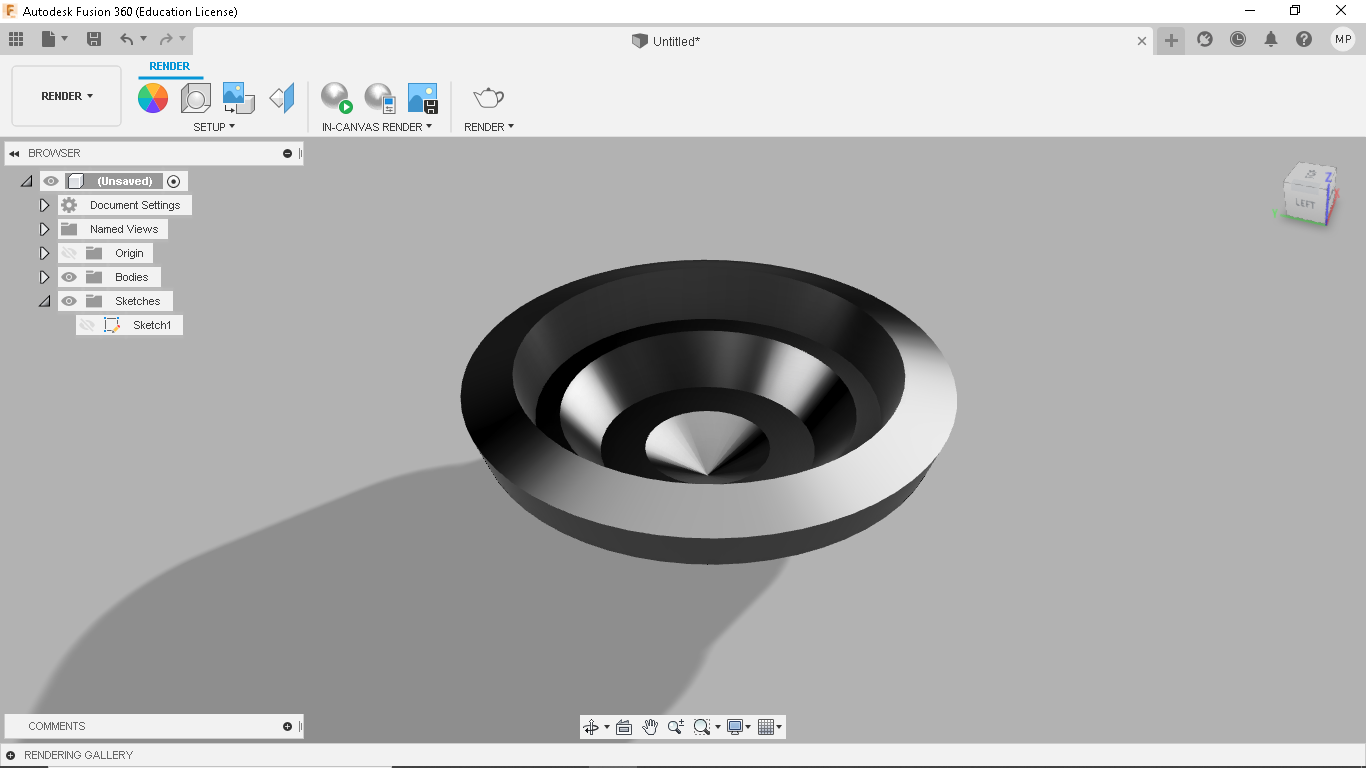 Autodesk Fusion 360 (Education License)
Untitled*
MP
RENDER
RENDER
SETUP
IN-CANVAS RENDER
RENDER
BROWSER
(Unsaved)
Document Settings
Named Views
Origin
Bodies
Sketches
Sketch1
Z
LEFT
COMMENTS
RENDERING GALLERY